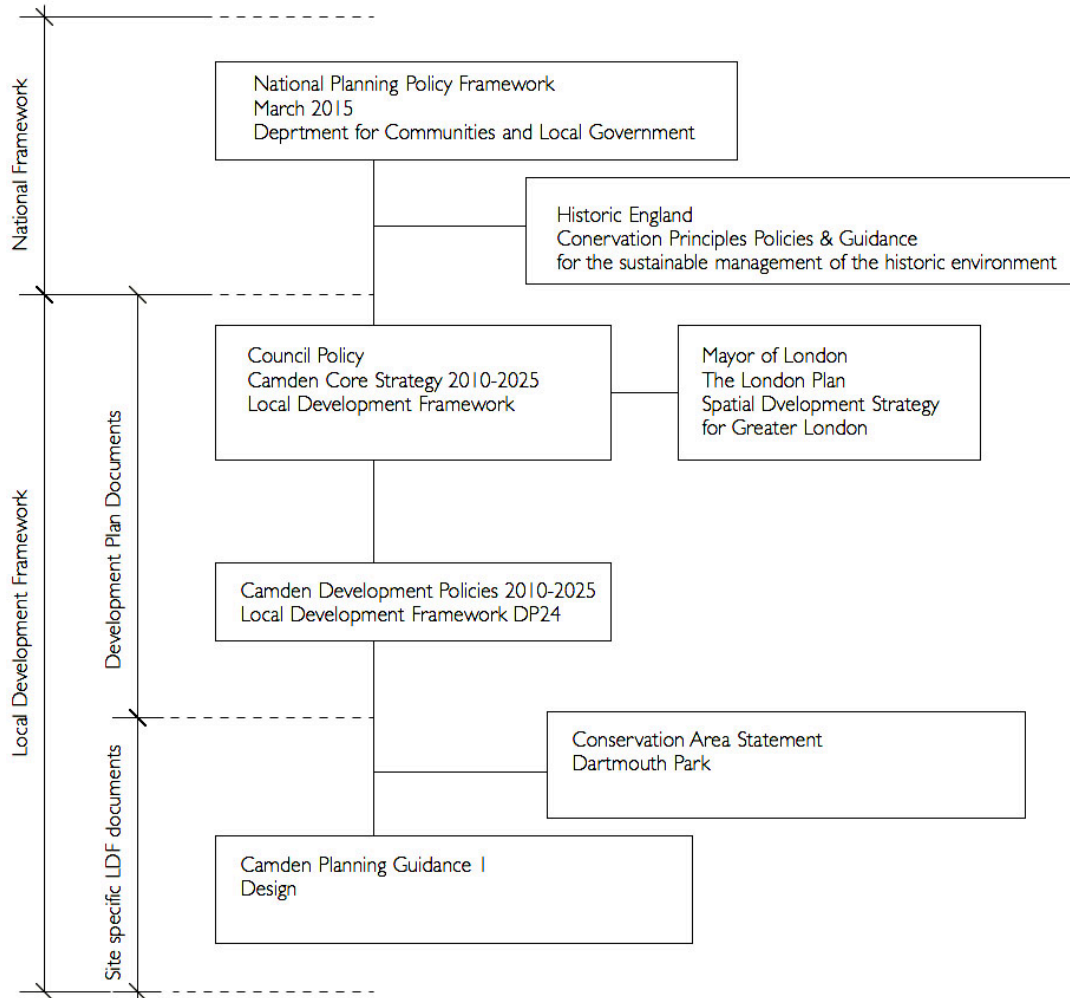 National Framework
National Planning Policy Framework
March 2015
Deprtment for Communities and Local Government
Historic England
Conervation Principles Policies & Guidance
for the sustainable management of the historic environment
Local Development Framework
Development Plan Documents
Council Policy
Camden Core Strategy 2010-2025
Local Development Framework
Mayor of London
The London Plan
Spatial Dvelopment Strategy
for Greater London
Camden Development Policies 2010-2025
Local Development Framework DP24
Site specific LDF documents
Conservation Area Statement
Dartmouth Park
Camden Planning Guidance 1
Design